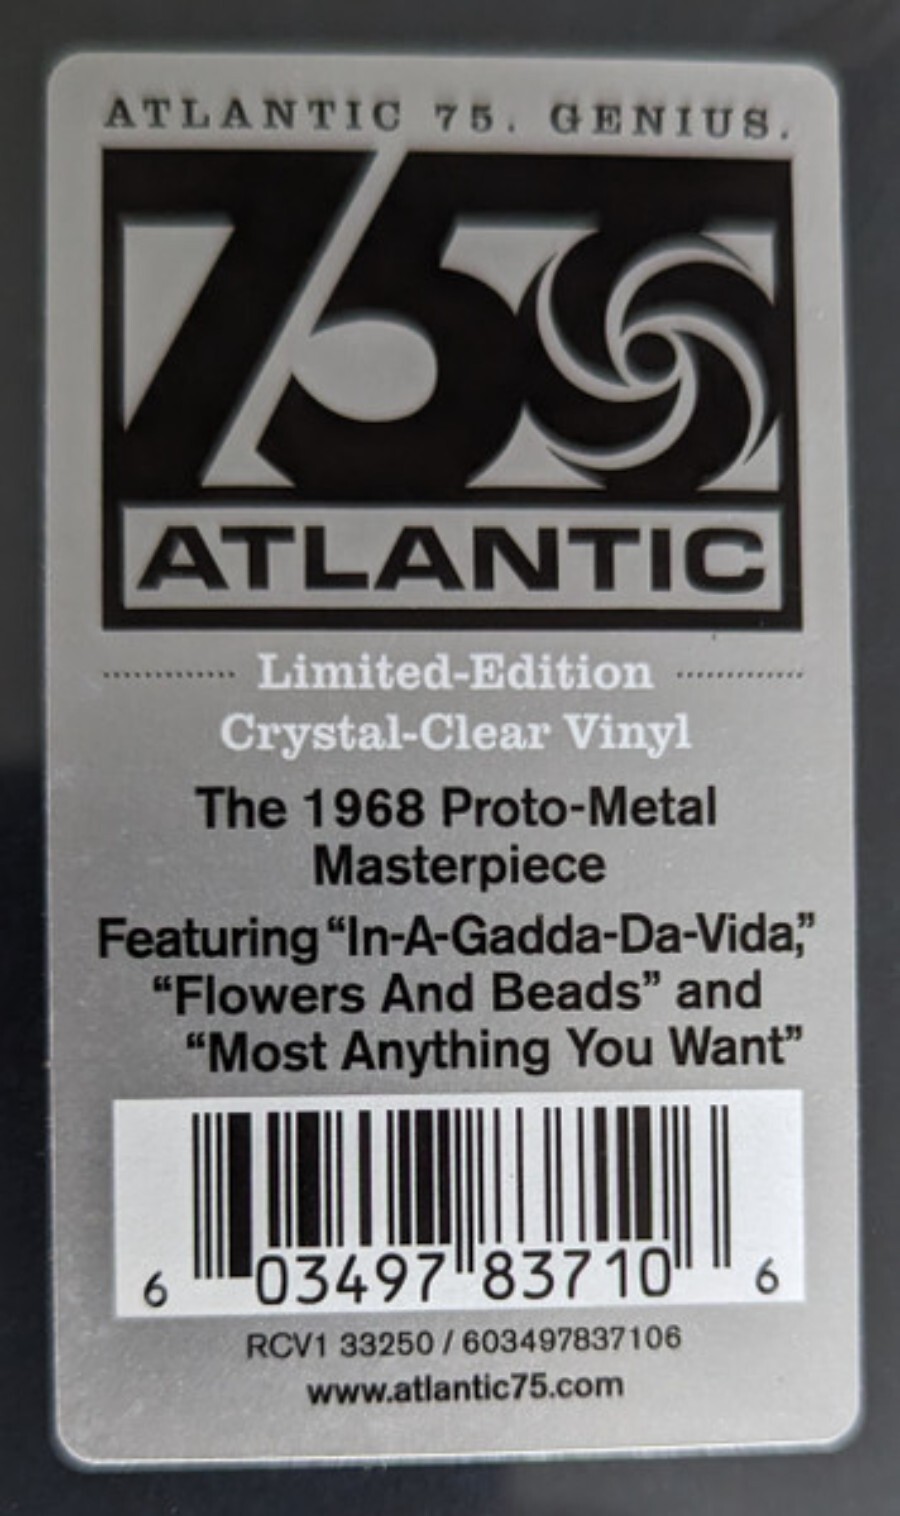 ATLANTIC 75. GENIUS.
75
ATLANTIC
Limited-Edition
Crystal-Clear Vinyl
The 1968 Proto-Metal
Masterpiece
Featuring “In-A-Gadda-Da-Vida,”
“Flowers And Beads” and
“Most Anything You Want”
6 03497 83710 6
RCV1 33250 / 603497837106
www.atlantic75.com